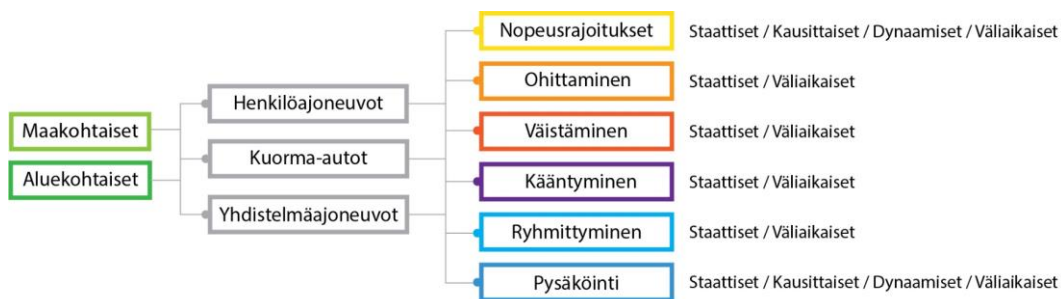 Maakohtaiset
Aluekohtaiset
Henkilöajoneuvot
Kuorma-autot
Yhdistelmäajoneuvot
Nopeusrajoitukset Staattiset / Kausittaiset / Dynaamiset / Väliaikaiset
Ohittaminen Staattiset / Väliaikaiset
Väistäminen Staattiset / Väliaikaiset
Kääntyminen Staattiset / Väliaikaiset
Ryhmittyminen Staattiset / Väliaikaiset
Pysäköinti Staattiset / Kausittaiset / Dynaamiset / Väliaikaiset